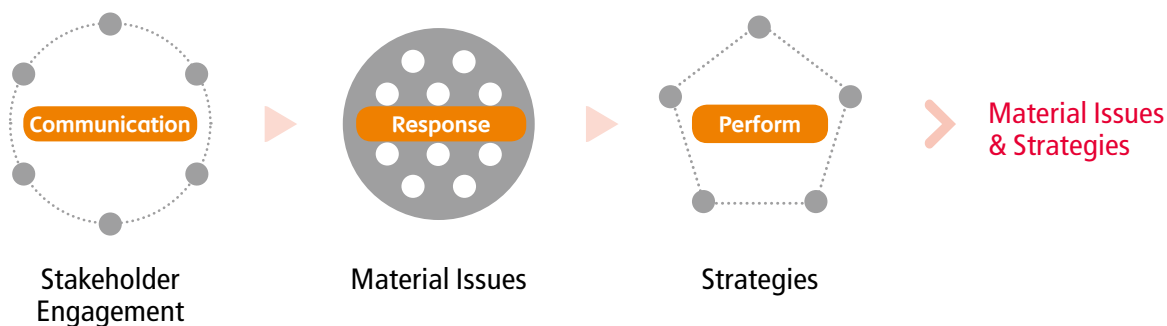 Communication
Response
Perform
Material Issues
& Strategies
Stakeholder
Engagement
Material Issues
Strategies